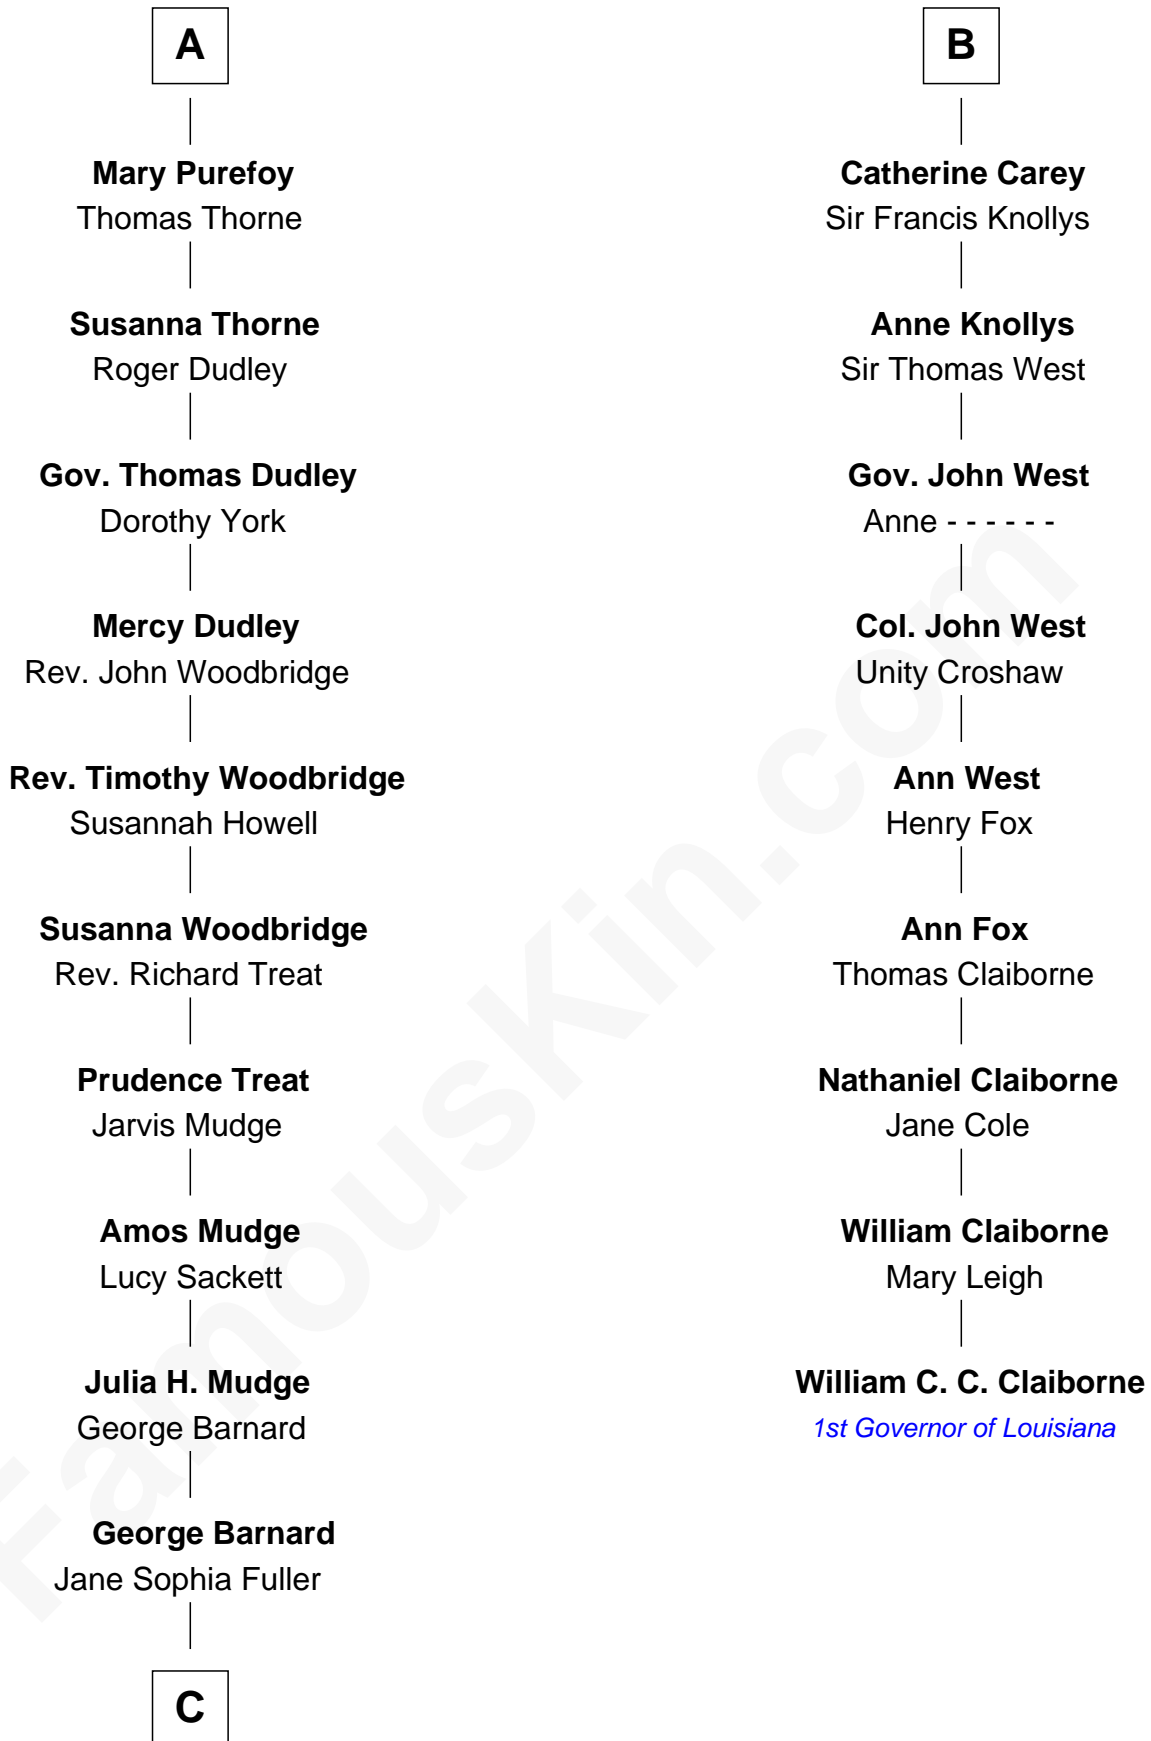 A
Mary Purefoy
Thomas Thorne
Susanna Thorne
Roger Dudley
Gov. Thomas Dudley
Dorothy York
Mercy Dudley
Rev. John Woodbridge
Rev. Timothy Woodbridge
Susannah Howell
Susanna Woodbridge
Rev. Richard Treat
Prudence Treat
Jarvis Mudge
Amos Mudge
Lucy Sackett
Julia H. Mudge
George Barnard
George Barnard
Jane Sophia Fuller
C
B
Catherine Carey
Sir Francis Knollys
Anne Knollys
Sir Thomas West
Gov. John West
Anne - - - - - -
Col. John West
Unity Croshaw
Ann West
Henry Fox
Ann Fox
Thomas Claiborne
Nathaniel Claiborne
Jane Cole
William Claiborne
Mary Leigh
William C. C. Claiborne
1st Governor of Louisiana
FamousKin.com